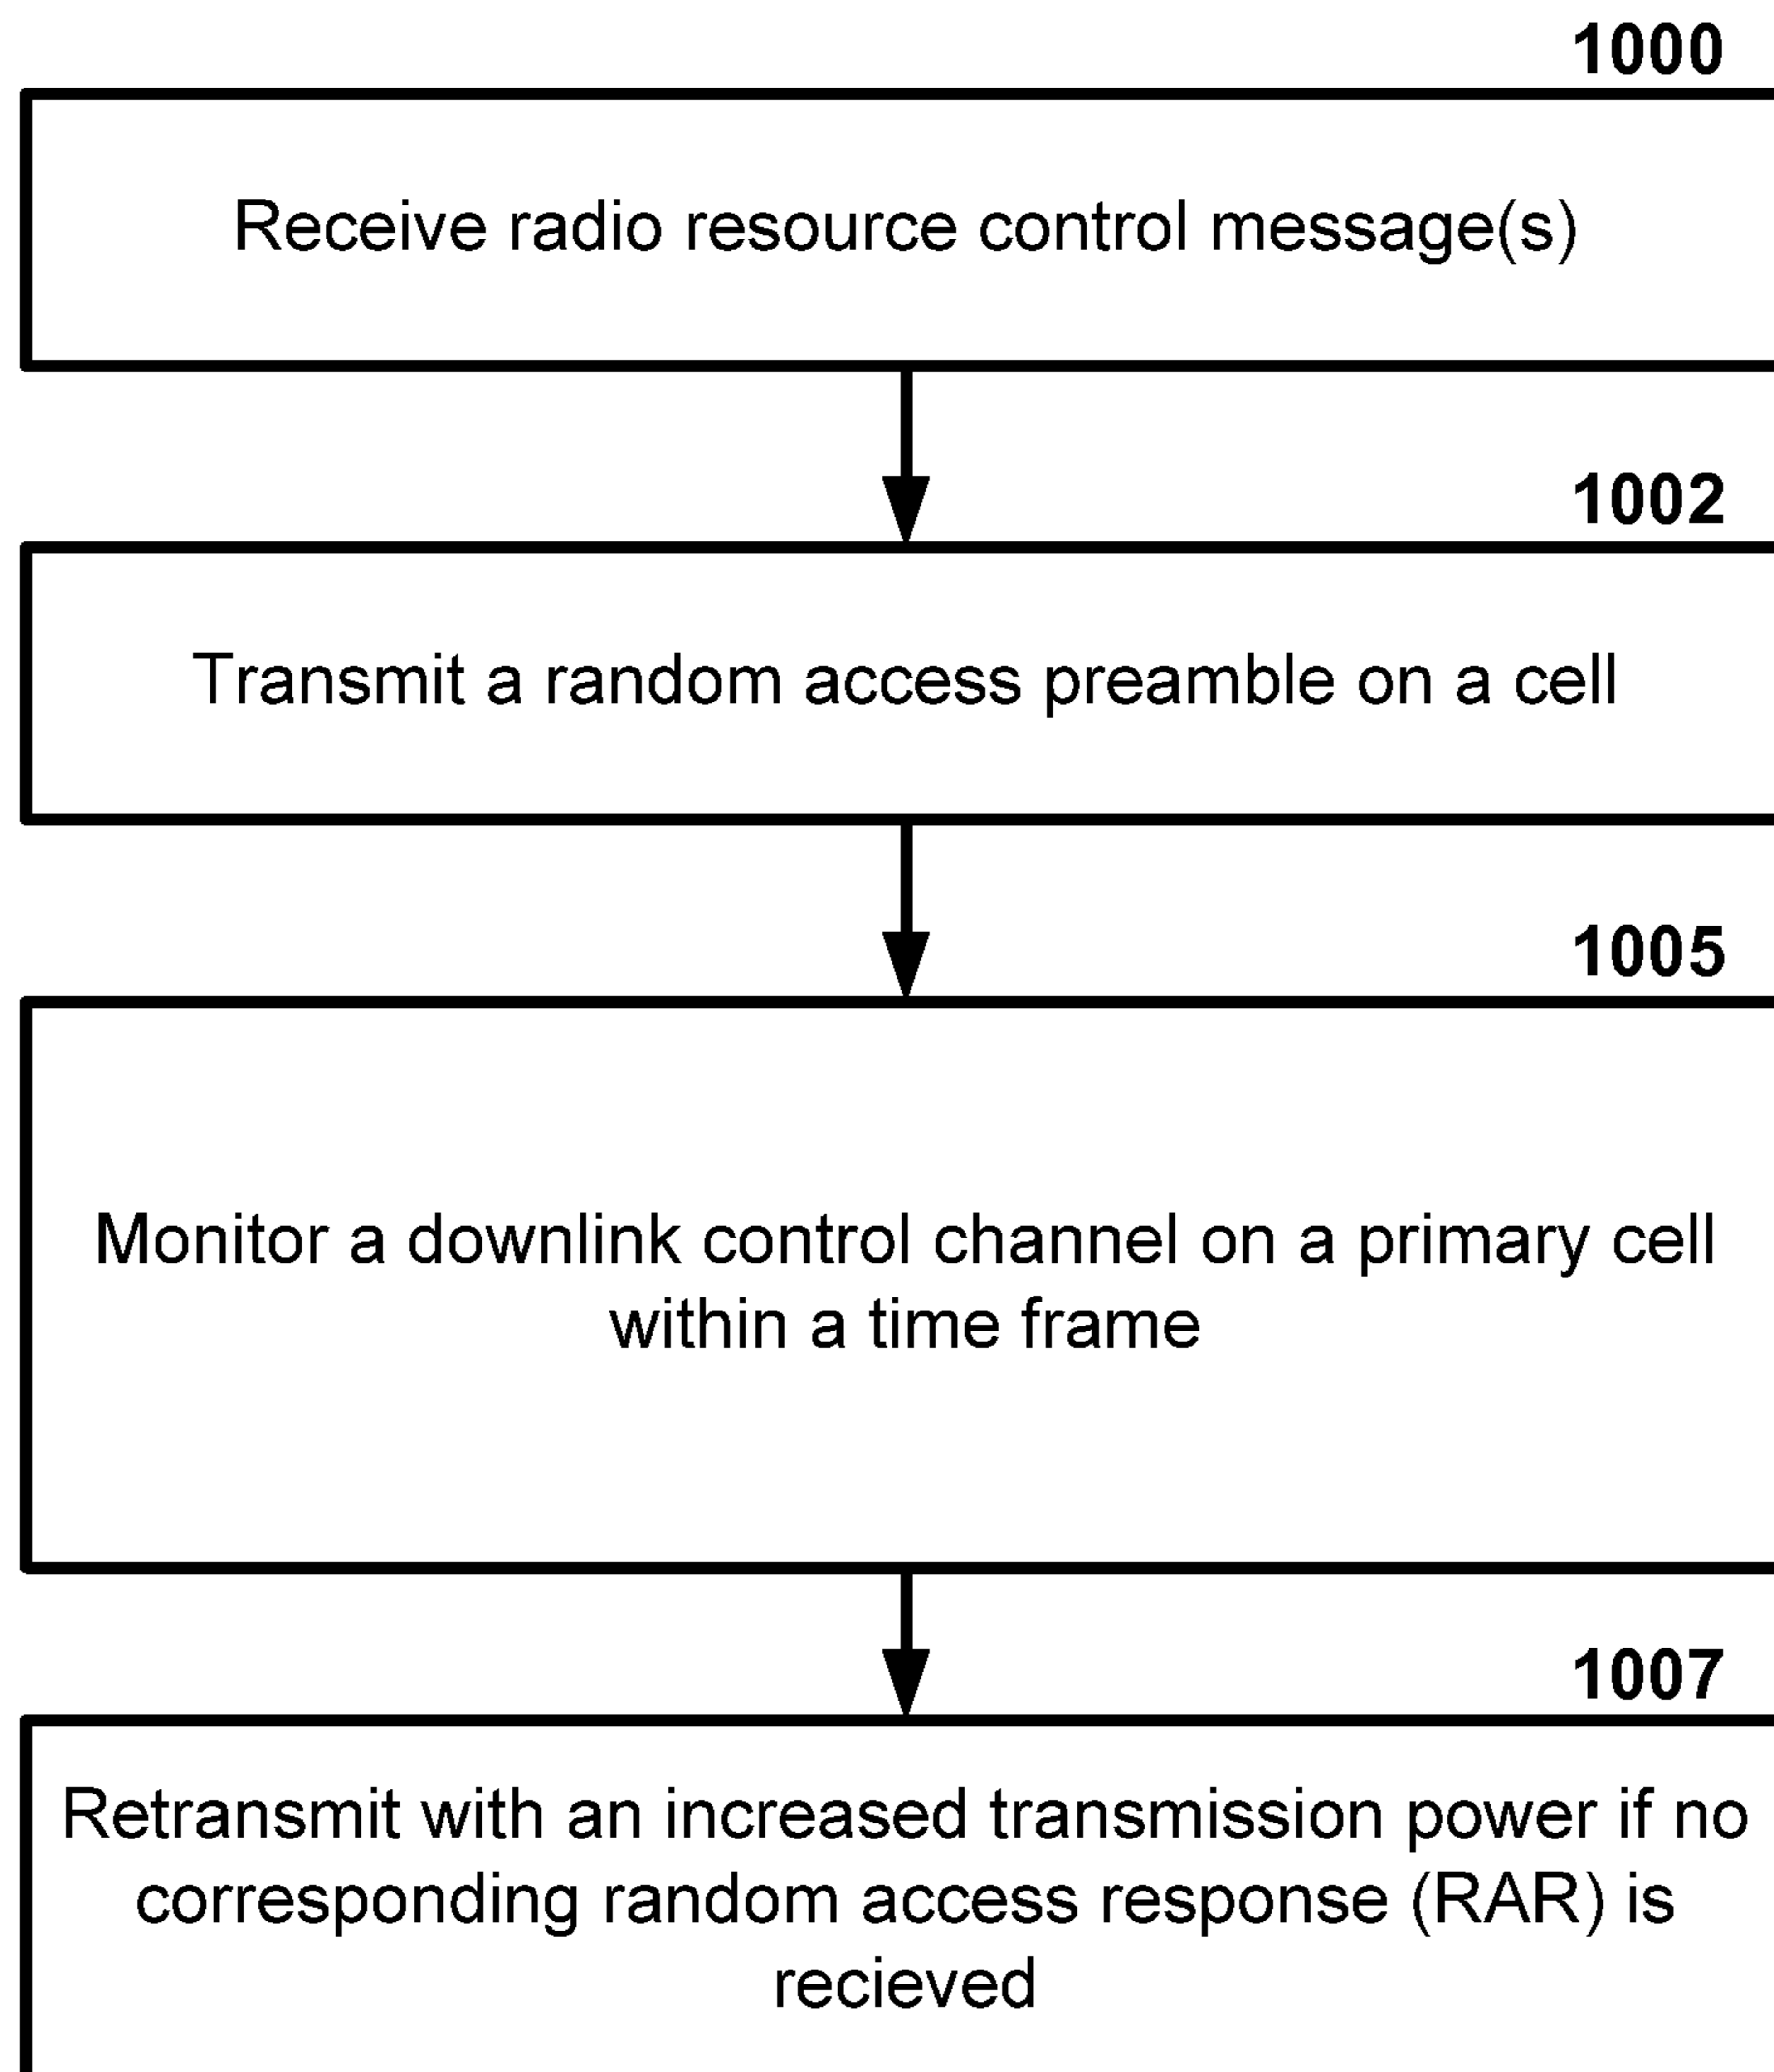 1000
Receive radio resource control message(s)
1002
Transmit a random access preamble on a cell
1005
Monitor a downlink control channel on a primary cell
within a time frame
1007
Retransmit with an increased transmission power if no
corresponding random access response (RAR) is
recieved